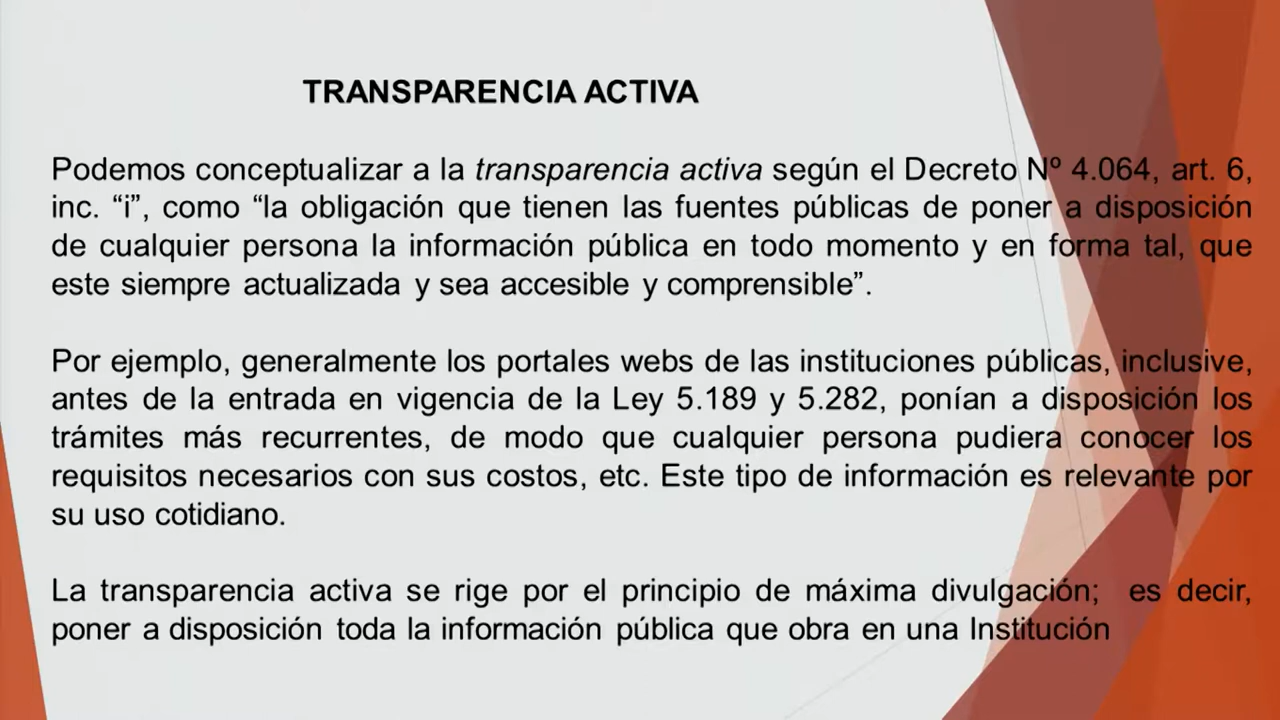 TRANSPARENCIA ACTIVA
Podemos conceptualizar a la transparencia activa según el Decreto Nº 4.064, art. 6,
inc. “i”, como “la obligación que tienen las fuentes públicas de poner a disposición
de cualquier persona la información pública en todo momento y en forma tal, que
este siempre actualizada y sea accesible y comprensible”.
Por ejemplo, generalmente los portales webs de las instituciones públicas, inclusive,
antes de la entrada en vigencia de la Ley 5.189 y 5.282, ponían a disposición los
trámites más recurrentes, de modo que cualquier persona pudiera conocer los
requisitos necesarios con sus costos, etc. Este tipo de información es relevante por
su uso cotidiano.
La transparencia activa se rige por el principio de máxima divulgación; es decir,
poner a disposición toda la información pública que obra en una Institución